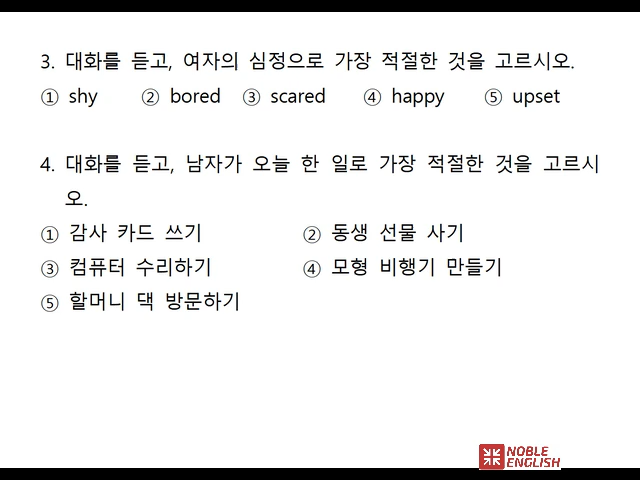 3. 대화를 듣고, 여자의 심정으로 가장 적절한 것을 고르시오.
① shy ② bored ③ scared ④ happy ⑤ upset
4. 대화를 듣고, 남자가 오늘 한 일로 가장 적절한 것을 고르시
오.
① 감사 카드 쓰기 ② 동생 선물 사기
③ 컴퓨터 수리하기 ④ 모형 비행기 만들기
⑤ 할머니 댁 방문하기
NOBLE
ENGLISH